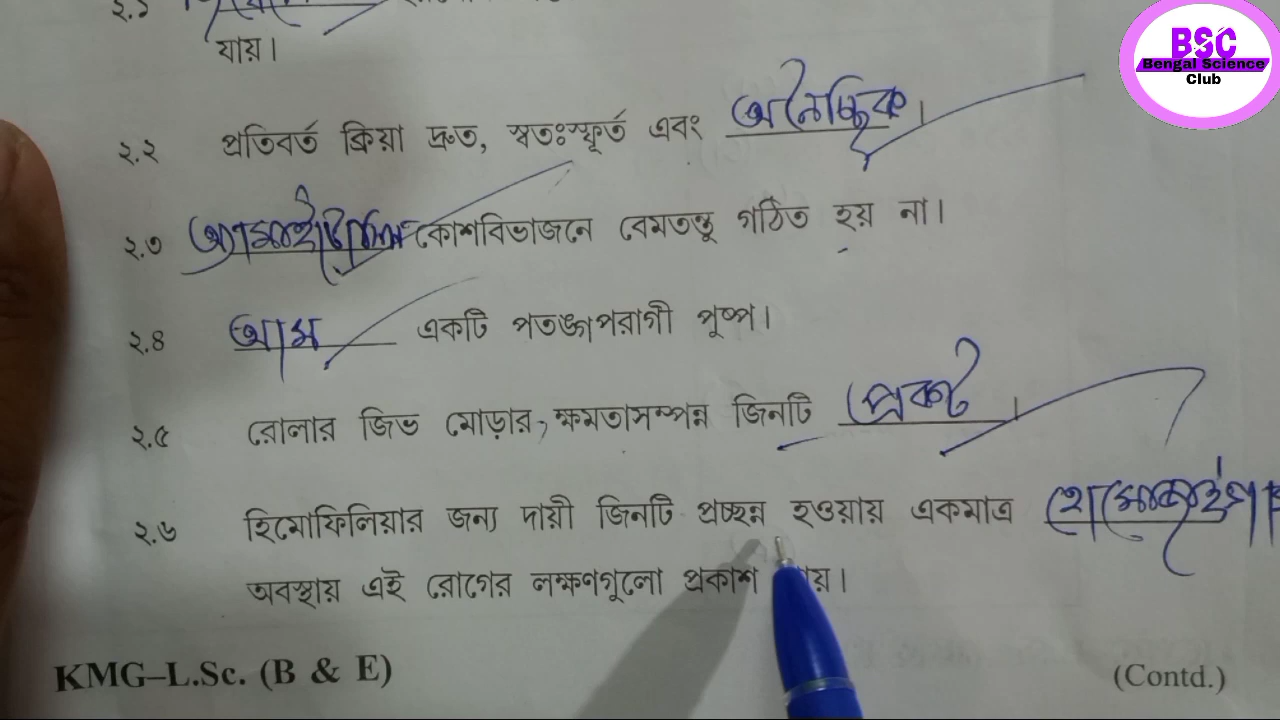 BSC
Bengal Science
Club
২.১
যায়।
২.২ প্রতিবর্ত ক্রিয়া দ্রুত, স্বতঃস্ফূর্ত এবং অনৈচ্ছিক ।
২.৩ অ্যামাইটোসিস কোশবিভাজনে বেমতন্তু গঠিত হয় না।
২.৪ আম একটি পতঙ্গপরাগী পুষ্প।
২.৫ রোলার জিভ মোড়ার, ক্ষমতাসম্পন্ন জিনটি প্রকট ।
২.৬ হিমোফিলিয়ার জন্য দায়ী জিনটি প্রচ্ছন্ন হওয়ায় একমাত্র
অবস্থায় এই রোগের লক্ষণগুলো প্রকাশ
KMG–L.Sc. (B & E) (Contd.)